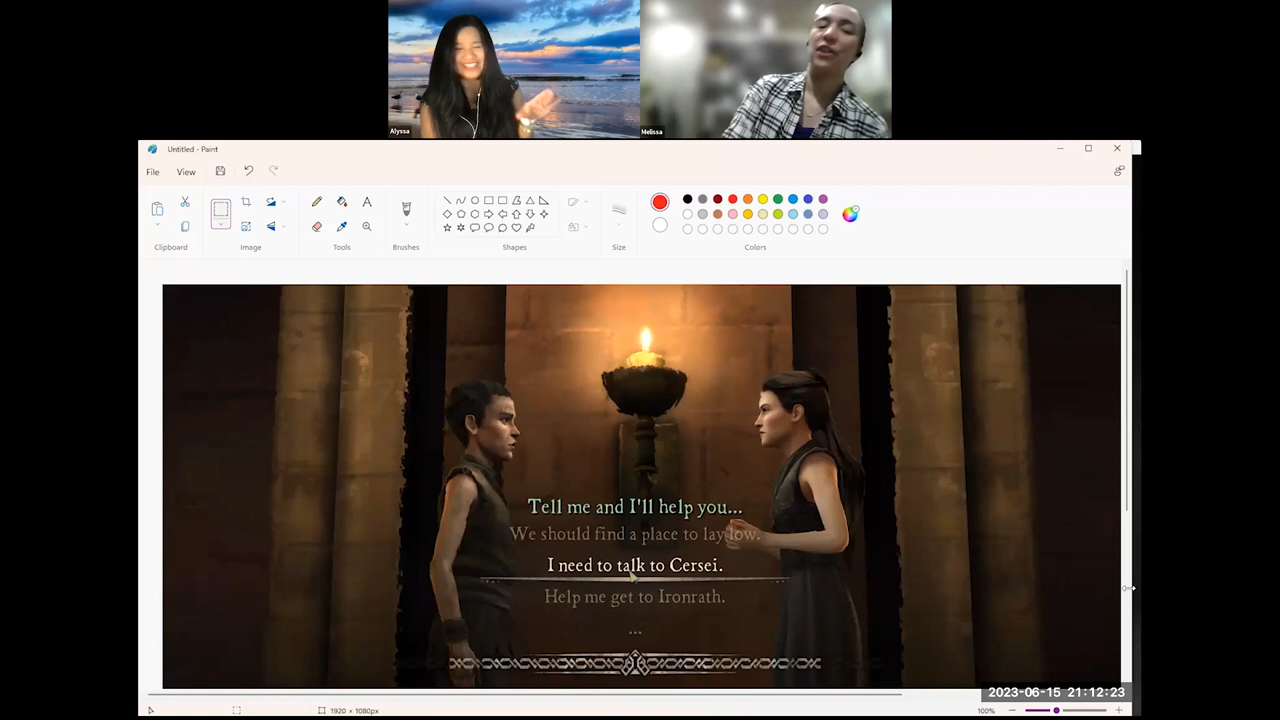 Alyssa
Melissa
Untitled - Paint
File
View
Clipboard
Image
Tools
Brushes
Shapes
Size
Colors
Tell me and I'll help you...
We should find a place to lay low.
I need to talk to Cersei.
Help me get to Ironrath.
...
2023-06-15 21:12:23
1920 × 1080px
100%